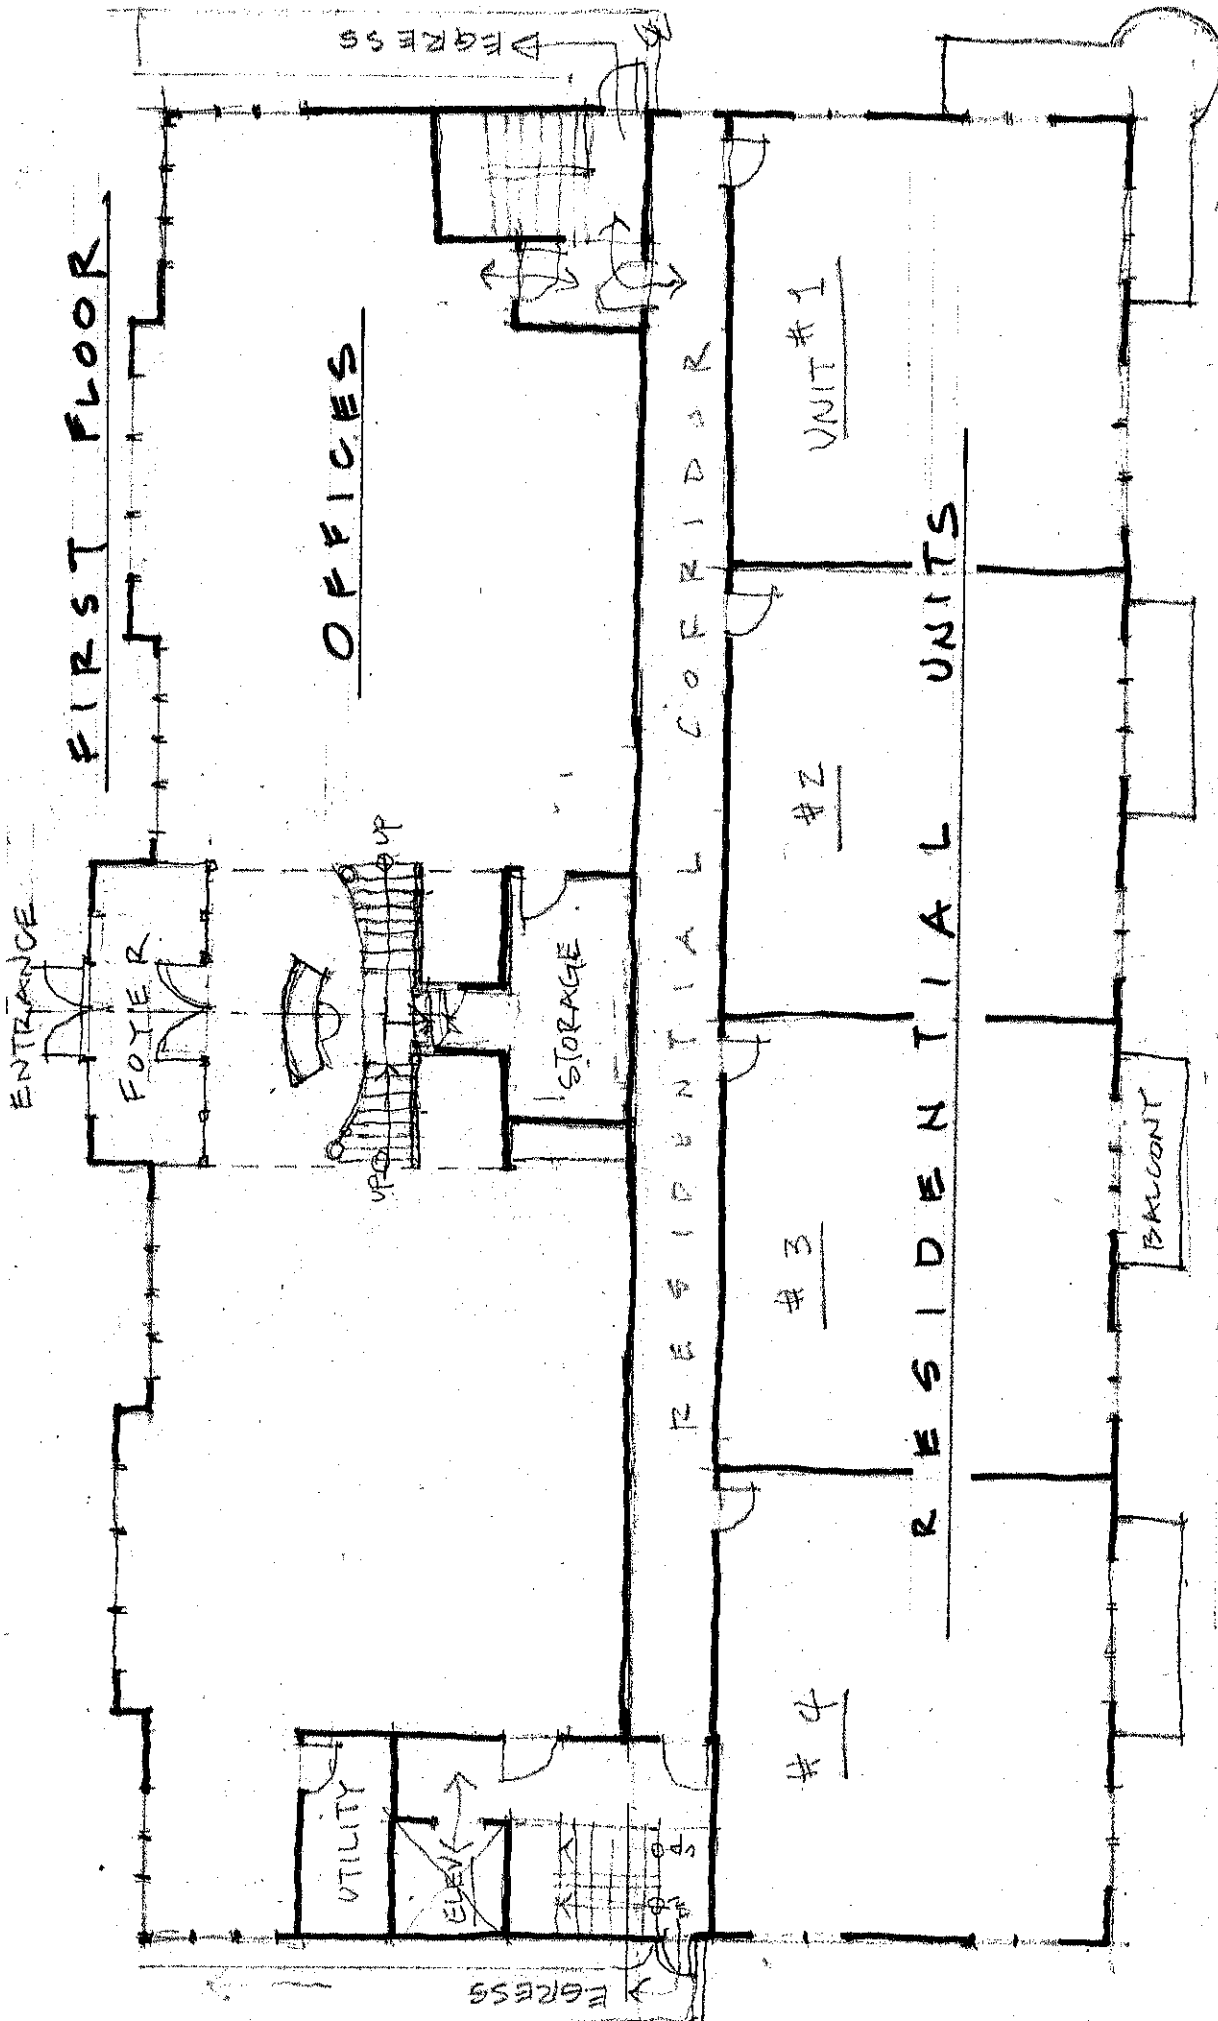 FIRST FLOOR
ENTRANCE
FOYER
OFFICES
UP
UP
STORAGE
UTILITY
ELEV
EGRESS
EGRESS
RESIDENTIAL CORRIDOR
UNIT #1
#2
#3
#4
RESIDENTIAL UNITS
BALCONY